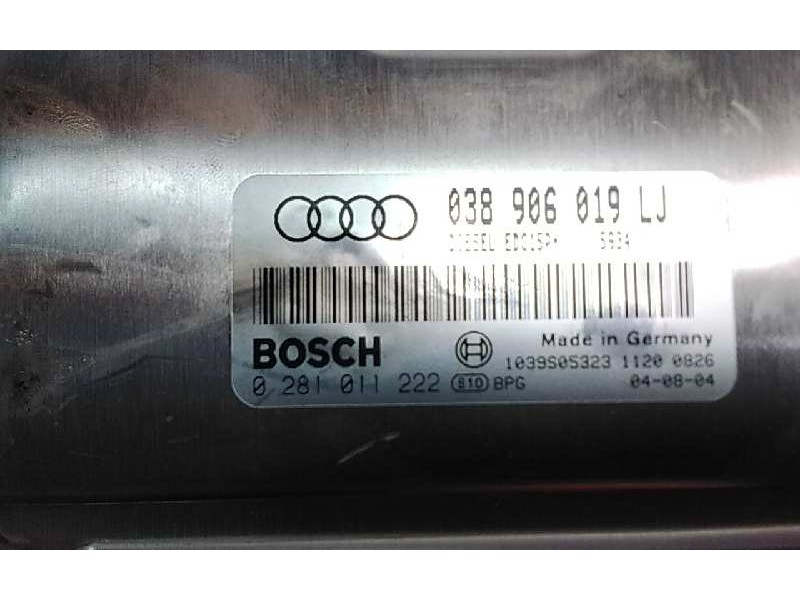 038 906 019 LJ
DIESEL EDC15P+ 5934
BOSCH
Made in Germany
1039S05323 1120 0826
0 281 011 222 S10 BPG 04-08-04